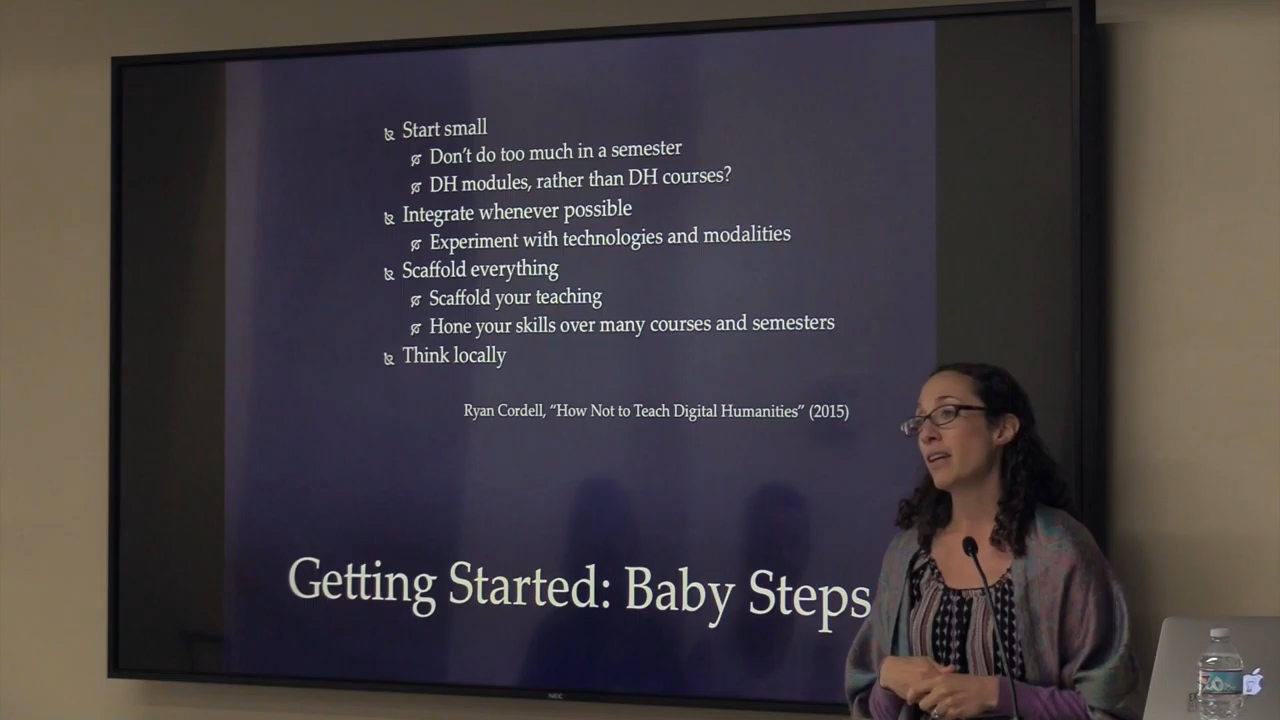 Start small
Don't do too much in a semester
DH modules, rather than DH courses?
Integrate whenever possible
Experiment with technologies and modalities
Scaffold everything
Scaffold your teaching
Hone your skills over many courses and semesters
Think locally
Ryan Cordell, “How Not to Teach Digital Humanities” (2015)
Getting Started: Baby Steps
NEC